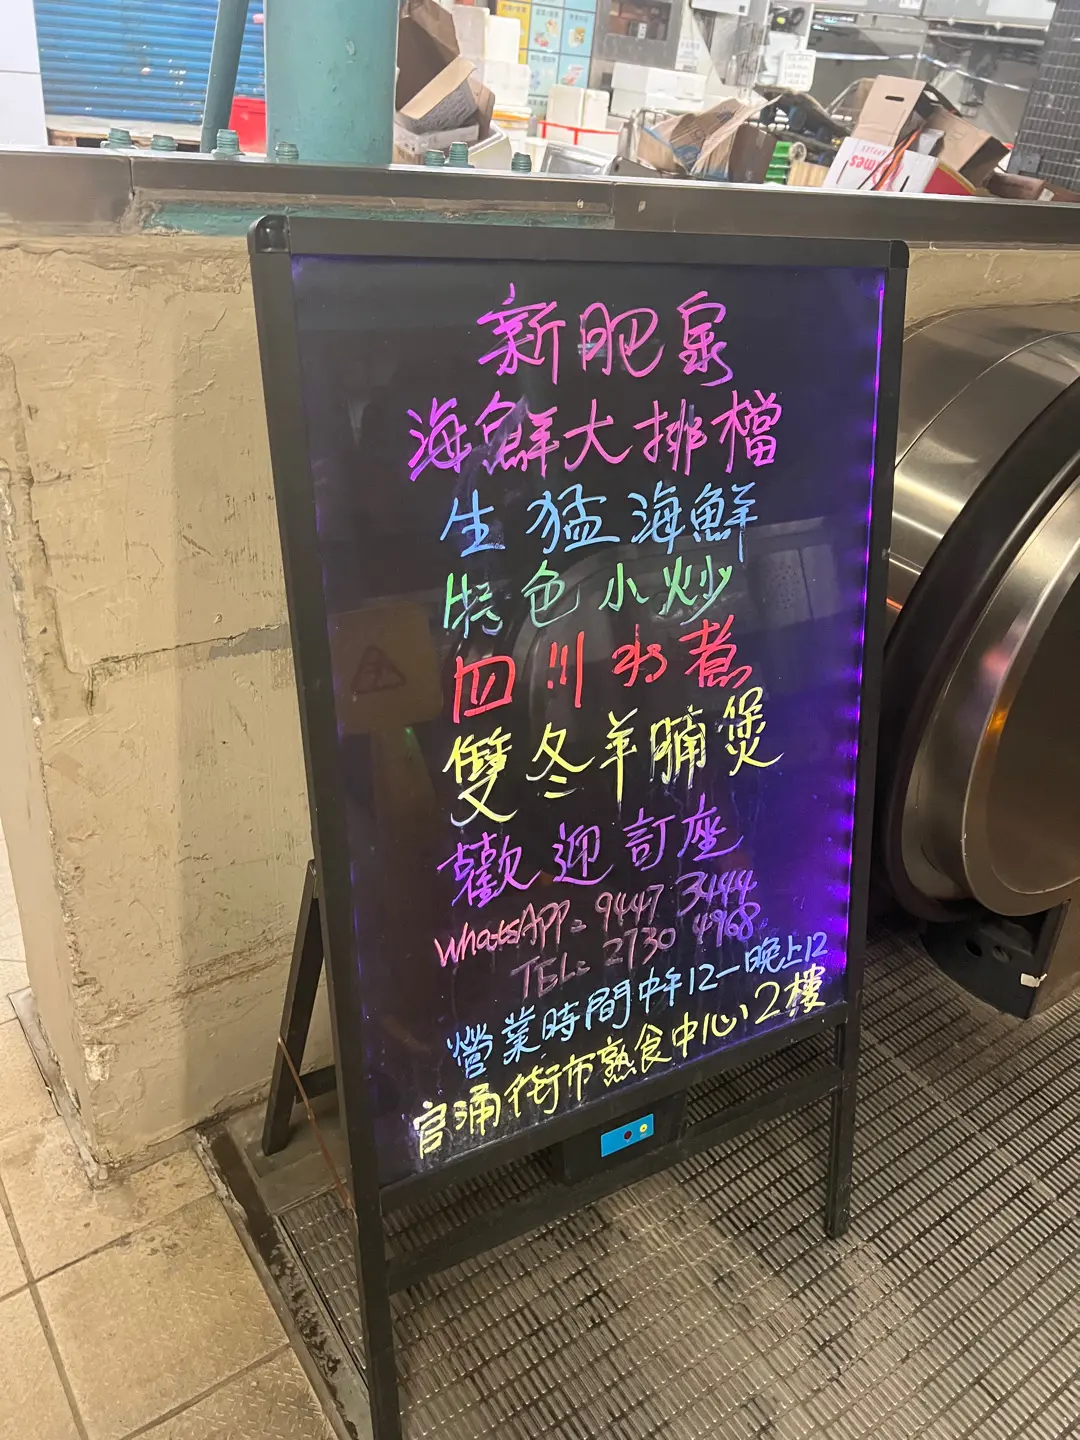 新肥泉
海鮮大排檔
生猛海鮮
特色小炒
四川水煮
雙冬羊腩煲
歡迎訂座
WhatsAPP: 9447 3444
TEL: 2730 4968
營業時間中午12一晚上12
官涌街市熟食中心2樓